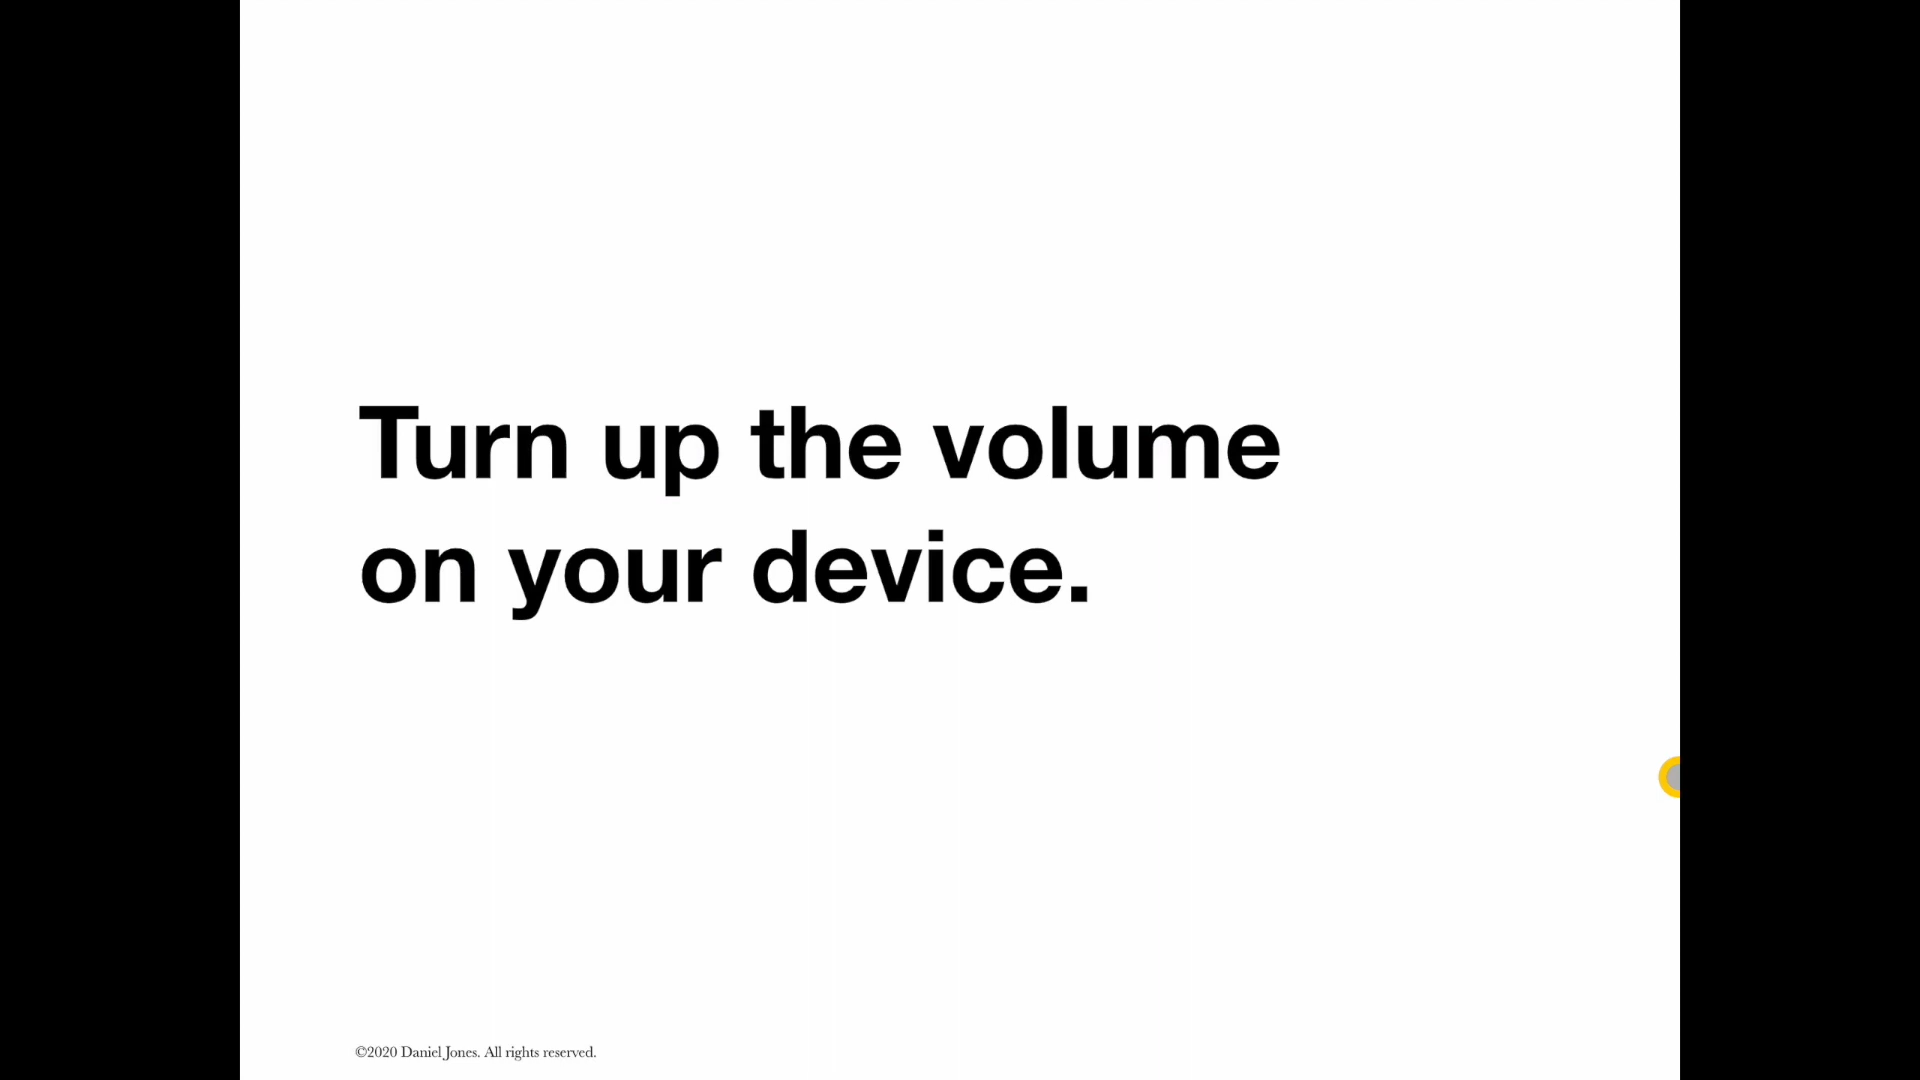 Turn up the volume
on your device.
©2020 Daniel Jones. All rights reserved.